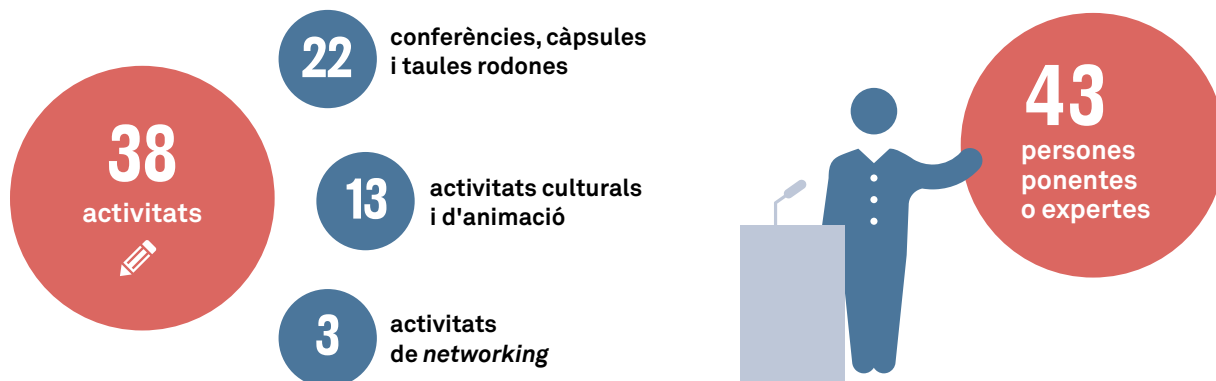 38
activitats
22
conferències, càpsules
i taules rodones
13
activitats culturals
i d'animació
3
activitats
de networking
43
persones
ponentes
o expertes